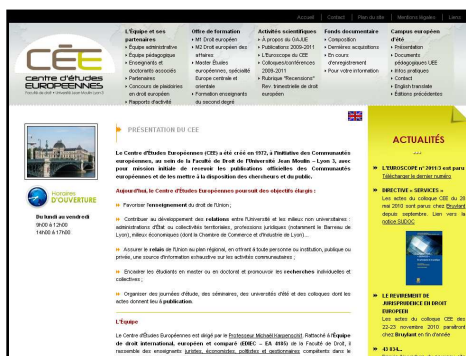 Accueil | Contact | Plan du site | Mentions légales | Liens
CÉE
centre d'études
EUROPÉENNES
Faculté de droit • Université Jean Moulin Lyon 3
L'Équipe et ses
partenaires
Équipe administrative
Équipe pédagogique
Enseignants et
doctorants associés
Partenaires
Concours de plaidoiries
en droit européen
Rapports d'activité
Offre de formation
M1 Droit européen
M2 Droit européen des
affaires
Master Études
européennes, spécialité
Europe centrale et
orientale
Formation enseignants
du second degré
Activités scientifiques
À propos du GAJUE
Publications 2009-2011
Colloques/conférences
2009-2011
Rubrique "Recensions"
Rev. trimestrielle de droit
européen
Fonds documentaire
Composition
Dernières acquisitions
En cours
d'enregistrement
Pour votre information
Campus européen
d'été
Présentation
Documents
pédagogiques UEE
Infos pratiques
Contact
English translate
Éditions précédentes
Horaires
D'OUVERTURE
Du lundi au vendredi
9h00 à 12h00
14h00 à 17h00
PRÉSENTATION DU CEE
Le Centre d'Études Européennes (CEE) a été créé en 1972, à l'initiative des Communautés
européennes, au sein de la Faculté de Droit de l'Université Jean Moulin – Lyon 3, avec
pour mission initiale de recevoir les publications officielles des Communautés
européennes et de les mettre à la disposition des chercheurs et du public.
Aujourd'hui, le Centre d'Études Européennes poursuit des objectifs élargis :
Favoriser l'enseignement du droit de l'Union ;
Contribuer au développement des relations entre l'Université et les milieux non universitaires :
administrations d'État ou collectivités territoriales, professions juridiques (notamment le Barreau de
Lyon), milieux économiques (dont la Chambre de Commerce et d'Industrie de Lyon)...
Assurer le relais de l'Union au plan régional, en offrant à toute personne ou institution, publique ou
privée, une source d'information exhaustive sur les activités communautaires ;
Encadrer les étudiants en master ou en doctorat et promouvoir les recherches individuelles et
collectives ;
Organiser des journées d'étude, des séminaires, des universités d'été et des colloques dont les
actes donnent lieu à publication.
L'Équipe
Le Centre d'Études Européennes est dirigé par le Professeur Michaël Karpenschif. Rattaché à l'Équipe
de droit international, européen et comparé (EDIEC – EA 4185) de la Faculté de Droit, il
rassemble des enseignants juristes, économistes, politistes et gestionnaires compétents dans le
ACTUALITÉS
L'EUROSCOPE n° 2011/3 est paru
Télécharger le dernier numéro
DIRECTIVE « SERVICES »
Les actes du colloque CEE du 28
mai 2010 sont parus chez Bruylant
depuis septembre. Lien vers la
notice SUDOC
LE REVIREMENT DE
JURISPRUDENCE EN DROIT
EUROPEEN
Les actes du colloque CEE des
22-23 novembre 2010 paraîtront
chez Bruylant en fin d'année